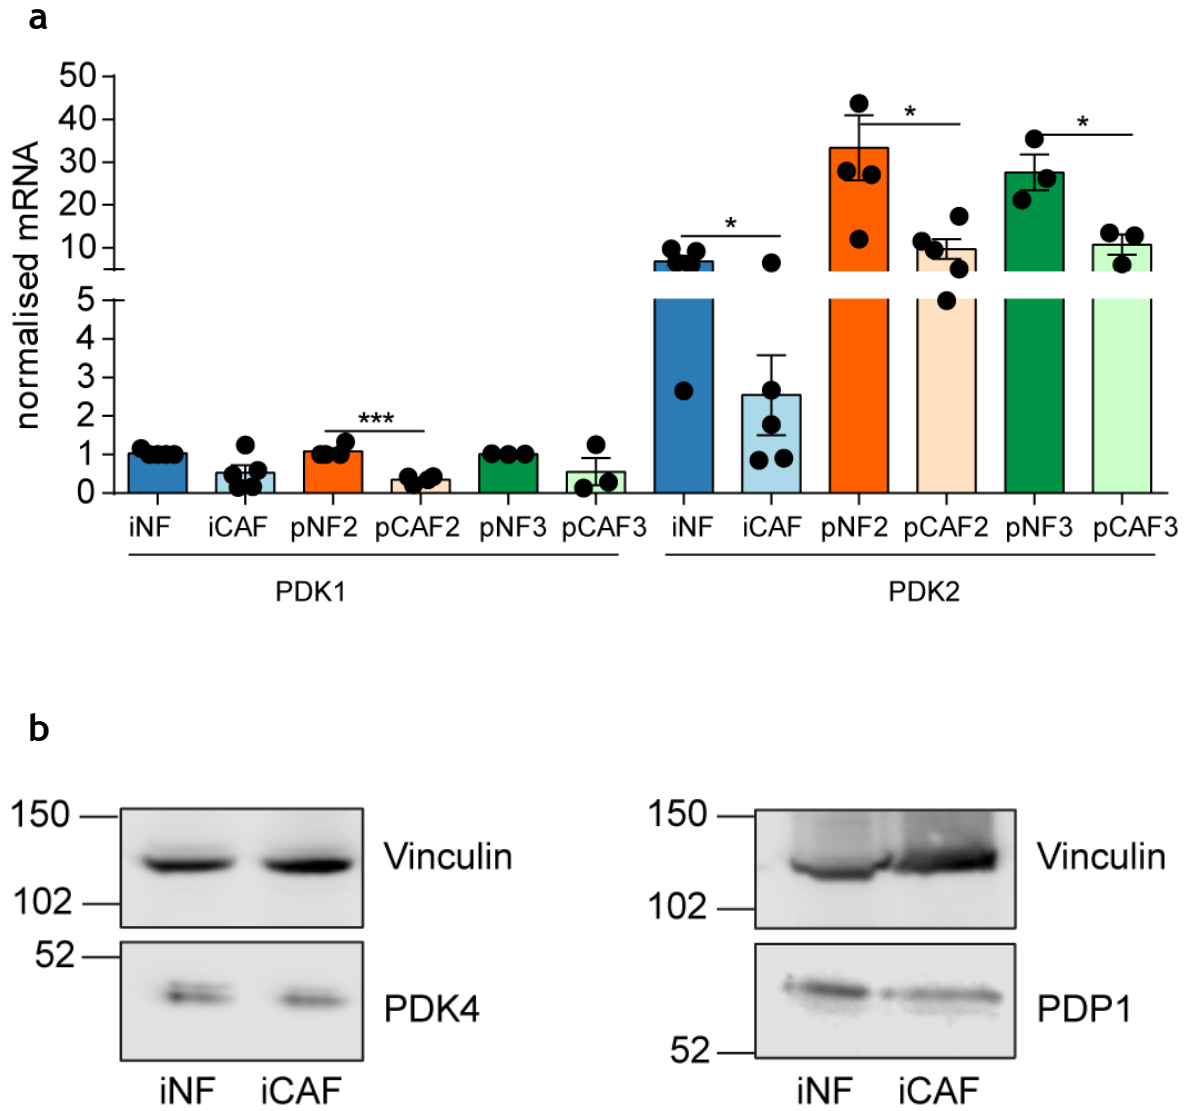 a
normalised mRNA
50
40
30
20
10
5
4
3
2
1
0
*** * * *
iNF iCAF pNF2 pCAF2 pNF3 pCAF3 iNF iCAF pNF2 pCAF2 pNF3 pCAF3
PDK1 PDK2
b
150 Vinculin
102
52 PDK4
iNF iCAF
150 Vinculin
102
PDP1
52
iNF iCAF